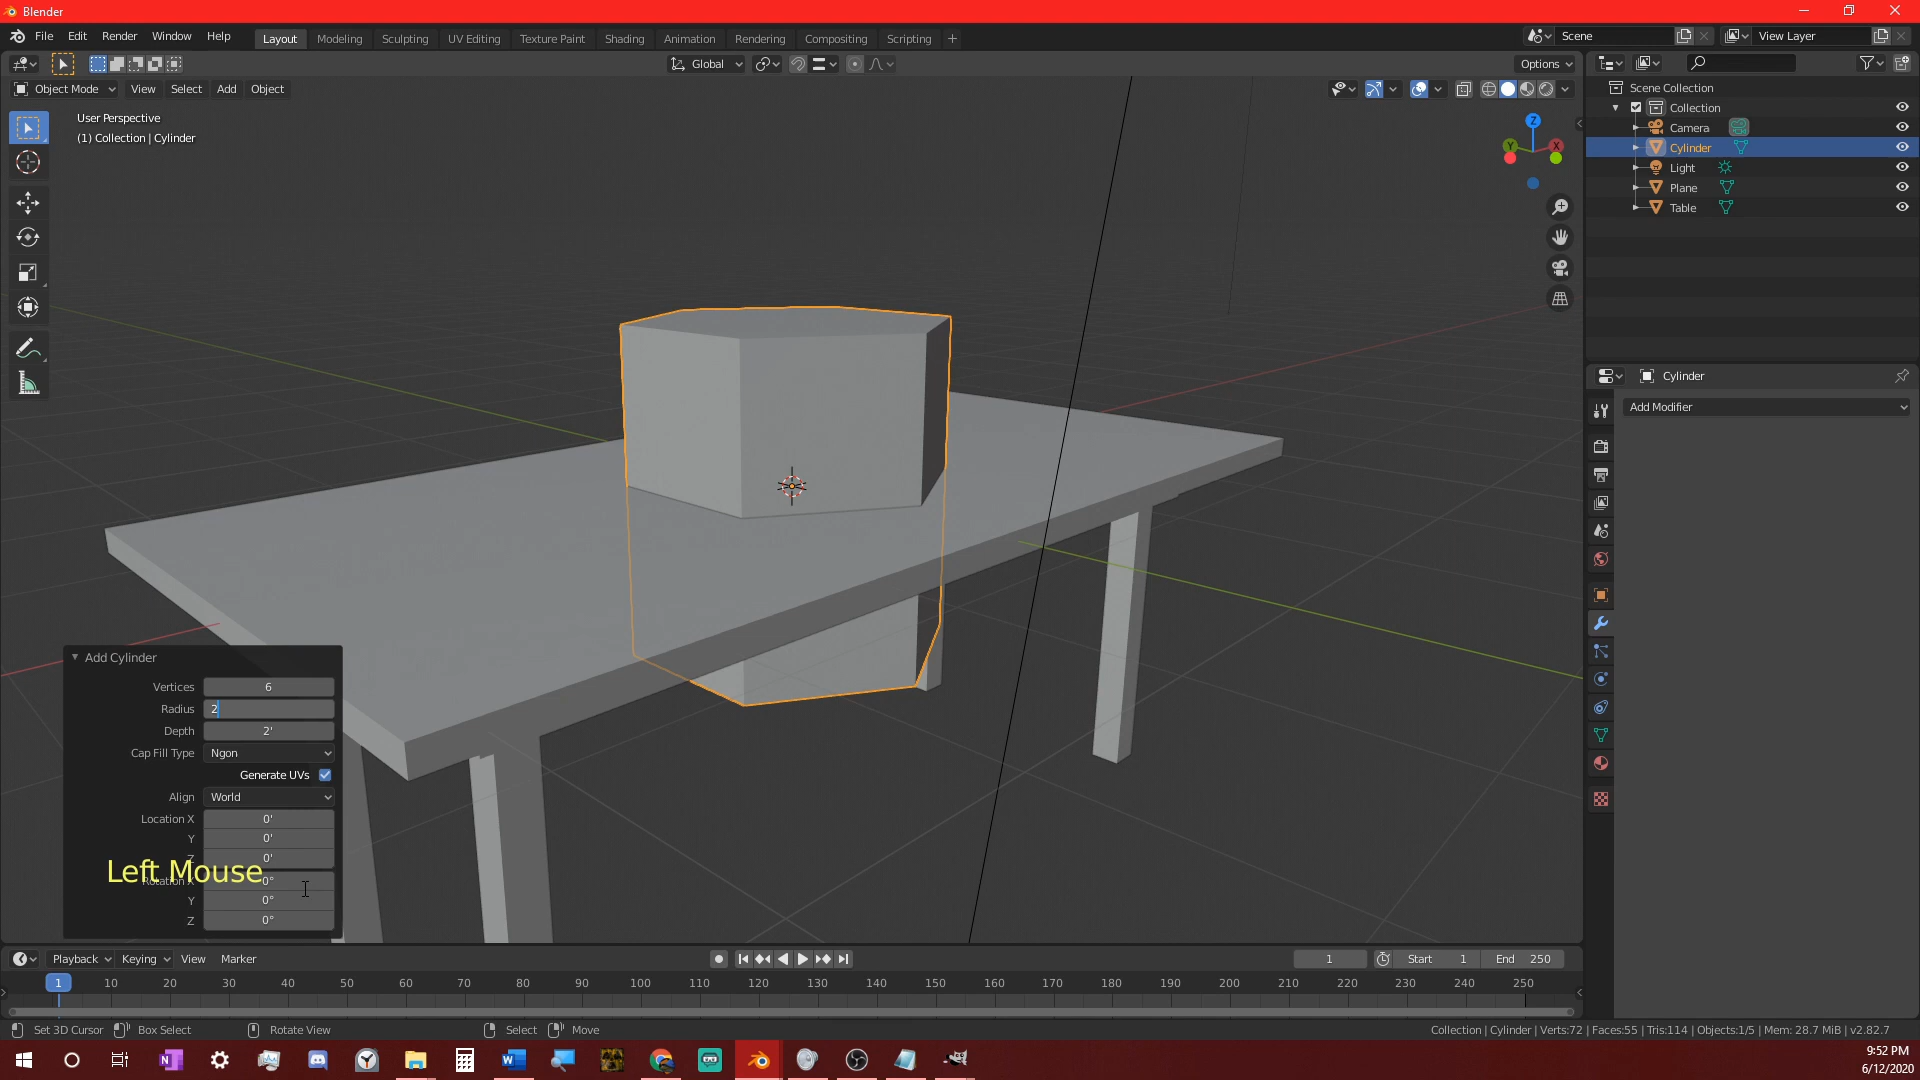 Blender
File Edit Render Window Help Layout Modeling Sculpting UV Editing Texture Paint Shading Animation Rendering Compositing Scripting Scene View Layer
Global Options
Object Mode View Select Add Object
User Perspective
(1) Collection | Cylinder
Z
Y
X
Scene Collection
Collection
Camera
Cylinder
Light
Plane
Table
Cylinder
Add Modifier
Add Cylinder
Vertices 6
Radius 2
Depth 2'
Cap Fill Type Ngon
Generate UVs
Align World
Location X 0'
Y 0'
Z 0'
Left Mouse
Rotation X 0°
Y 0°
Z 0°
Playback Keying View Marker 1 Start 1 End 250
1 10 20 30 40 50 60 70 80 90 100 110 120 130 140 150 160 170 180 190 200 210 220 230 240 250
Set 3D Cursor Box Select Rotate View Select Move Collection | Cylinder | Verts:72 | Faces:55 | Tris:114 | Objects:1/5 | Mem: 28.7 MiB | v2.82.7
9:52 PM
6/12/2020